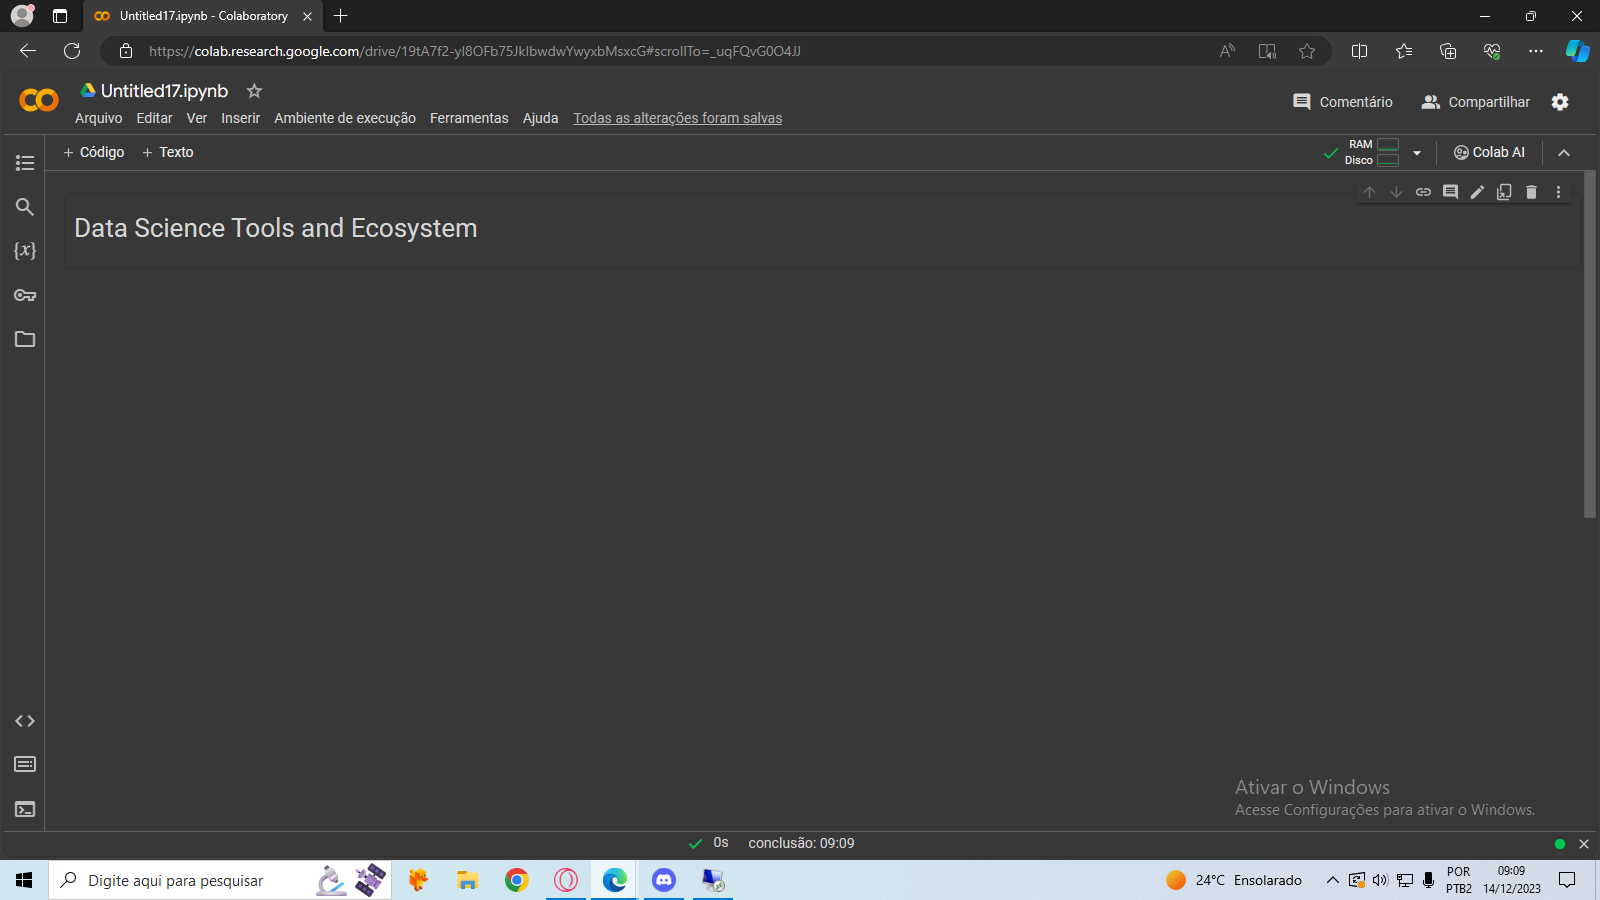 Untitled17.ipynb - Colaboratory
https://colab.research.google.com/drive/19tA7f2-yI8OFb75JkIbwdwYwyxbMsxcG#scrollTo=_uqFQvG0O4JJ
Untitled17.ipynb
Comentário
Compartilhar
Arquivo Editar Ver Inserir Ambiente de execução Ferramentas Ajuda Todas as alterações foram salvas
+ Código + Texto
RAM
Disco
Colab AI
Data Science Tools and Ecosystem
Ativar o Windows
Acesse Configurações para ativar o Windows.
0s conclusão: 09:09
Digite aqui para pesquisar
24°C Ensolarado
POR
PTB2
09:09
14/12/2023